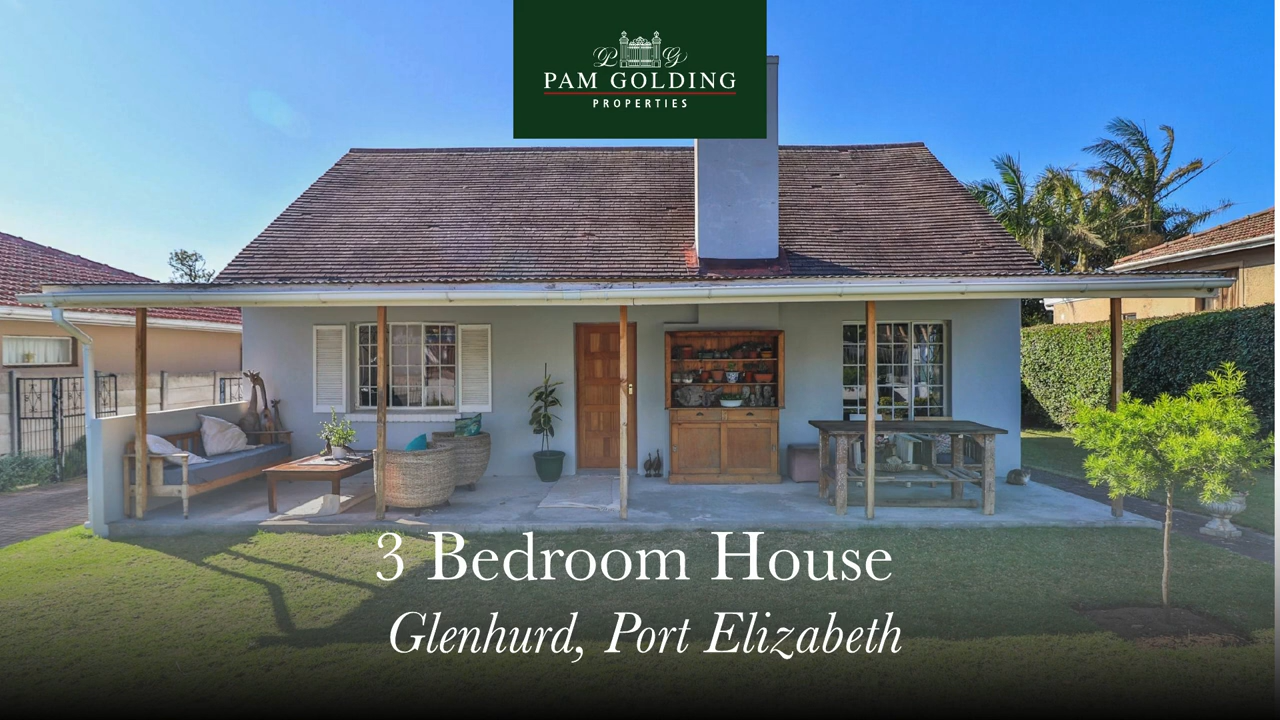 P G
PAM GOLDING
PROPERTIES
3 Bedroom House
Glenhurd, Port Elizabeth